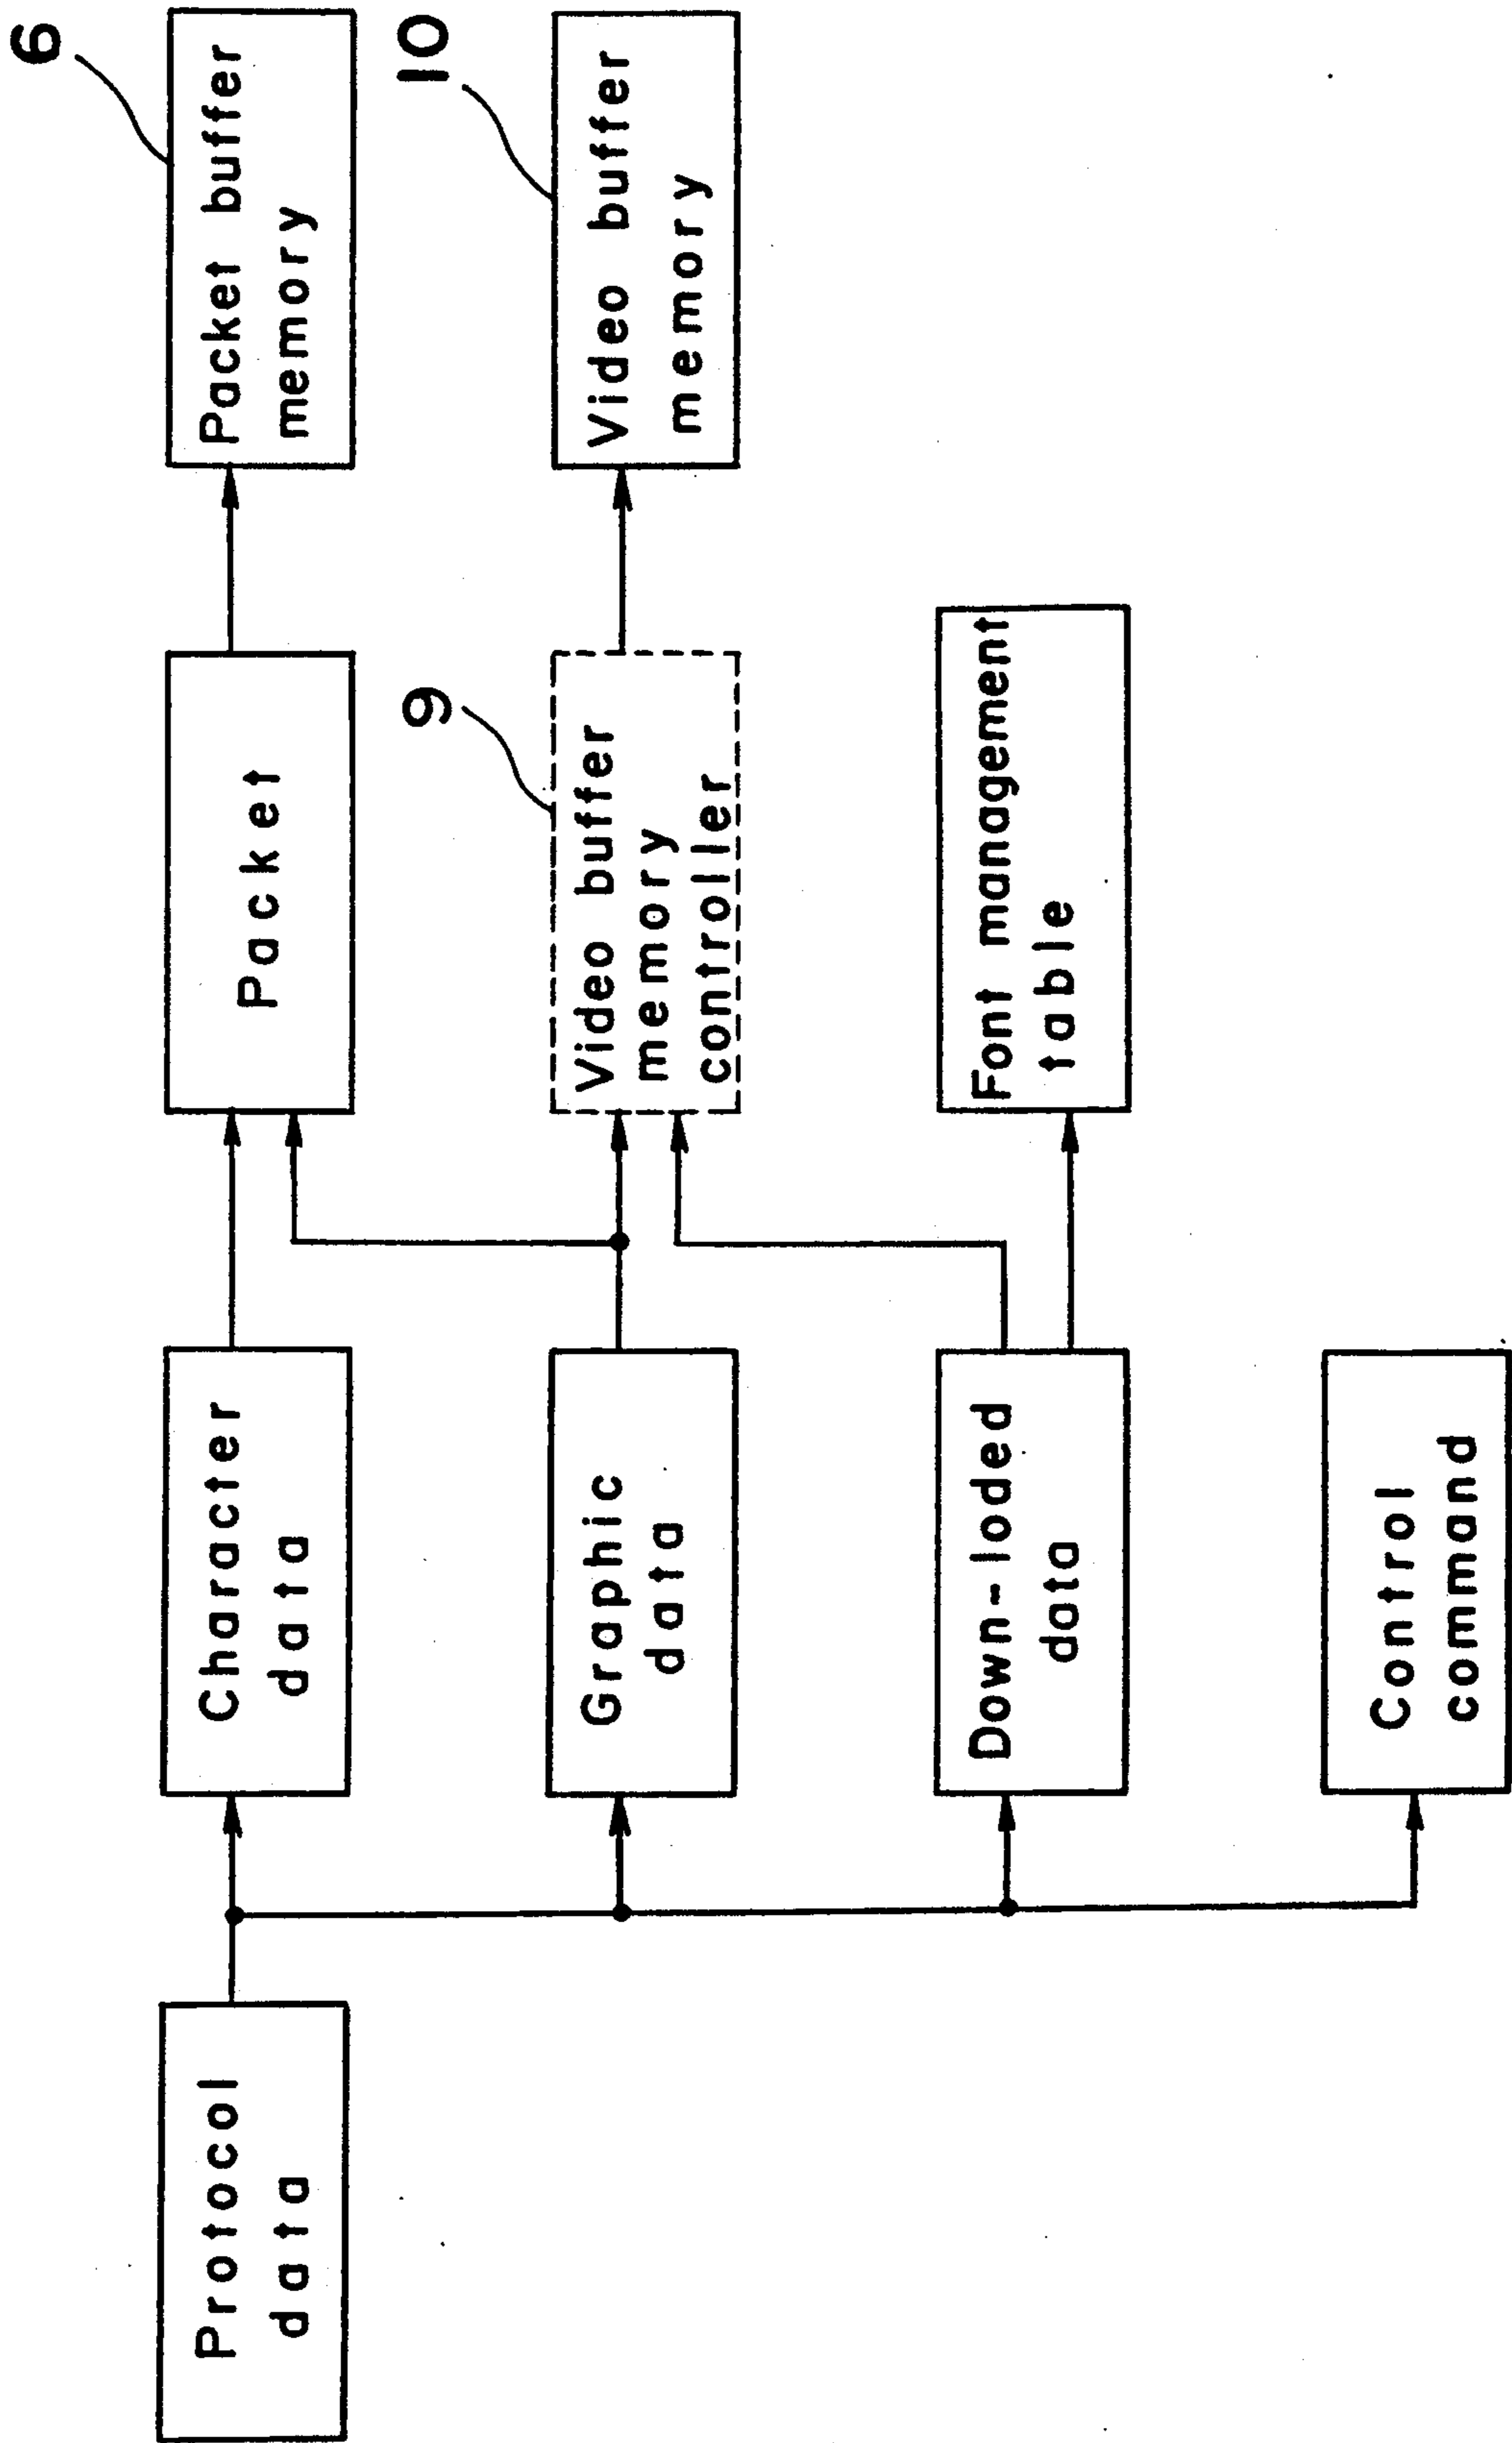 Protocol
data
Character
data
Graphic
data
Down-loded
data
Control
command
Packet
9
Video buffer
memory
controller
Font management
table
6
Packet buffer
memory
10
Video buffer
memory